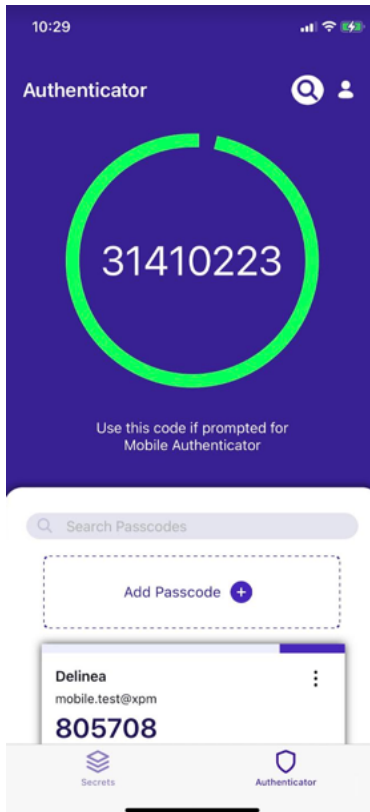 10:29
Authenticator
31410223
Use this code if prompted for
Mobile Authenticator
Search Passcodes
Add Passcode
Delinea
mobile.test@xpm
805708
Secrets
Authenticator